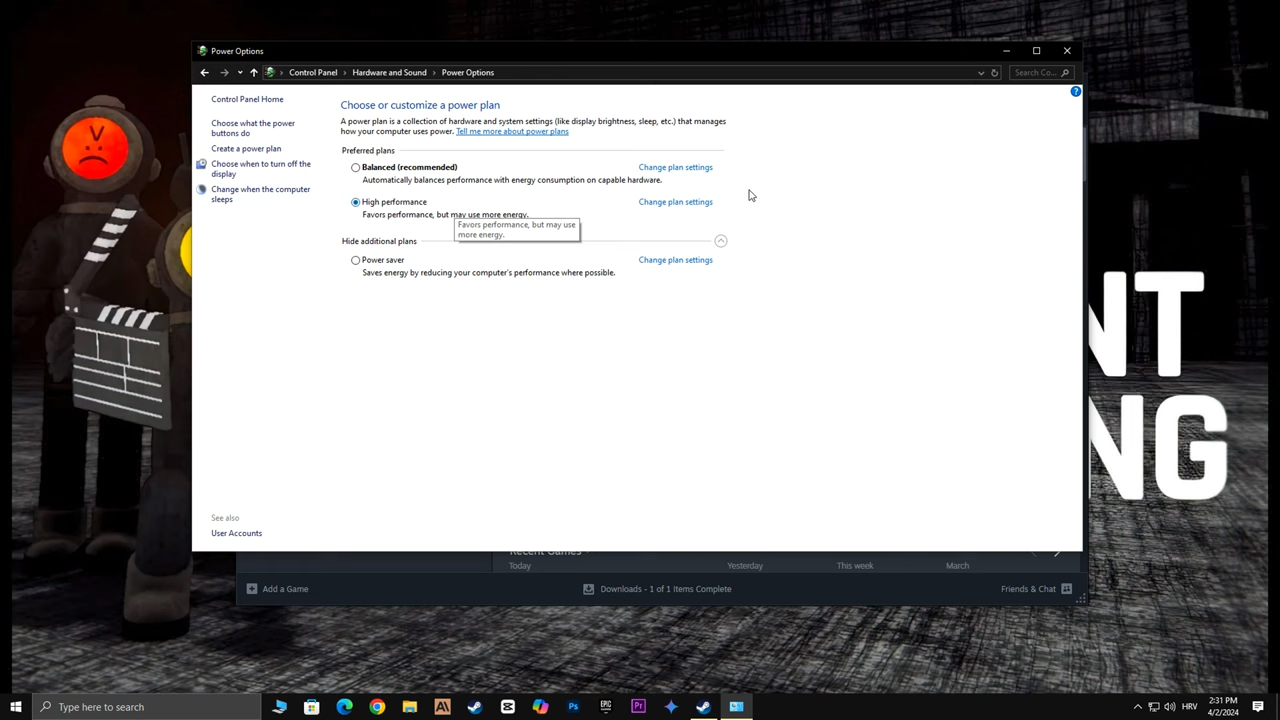 Power Options
Control Panel > Hardware and Sound > Power Options
Search Co...
Control Panel Home
Choose what the power
buttons do
Create a power plan
Choose when to turn off the
display
Change when the computer
sleeps
See also
User Accounts
Choose or customize a power plan
A power plan is a collection of hardware and system settings (like display brightness, sleep, etc.) that manages
how your computer uses power. Tell me more about power plans
Preferred plans
Balanced (recommended) Change plan settings
Automatically balances performance with energy consumption on capable hardware.
High performance Change plan settings
Favors performance, but may use more energy.
Favors performance, but may use
more energy.
Hide additional plans
Power saver Change plan settings
Saves energy by reducing your computer's performance where possible.
NT
NG
Recent Games
Today Yesterday This week March
Add a Game Downloads - 1 of 1 Items Complete Friends & Chat
Type here to search
Ps
EPIC
Pr
HRV
2:31 PM
4/2/2024